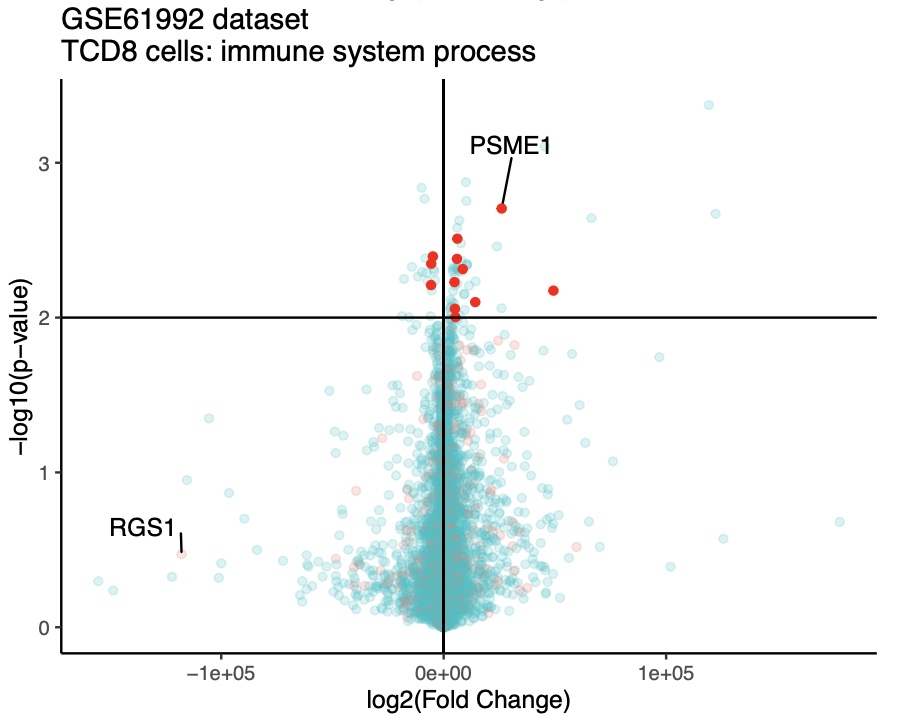 GSE61992 dataset
TCD8 cells: immune system process
PSME1
3
2
1
RGS1
0
−1e+05 0e+00 1e+05
log2(Fold Change)
−log10(p−value)